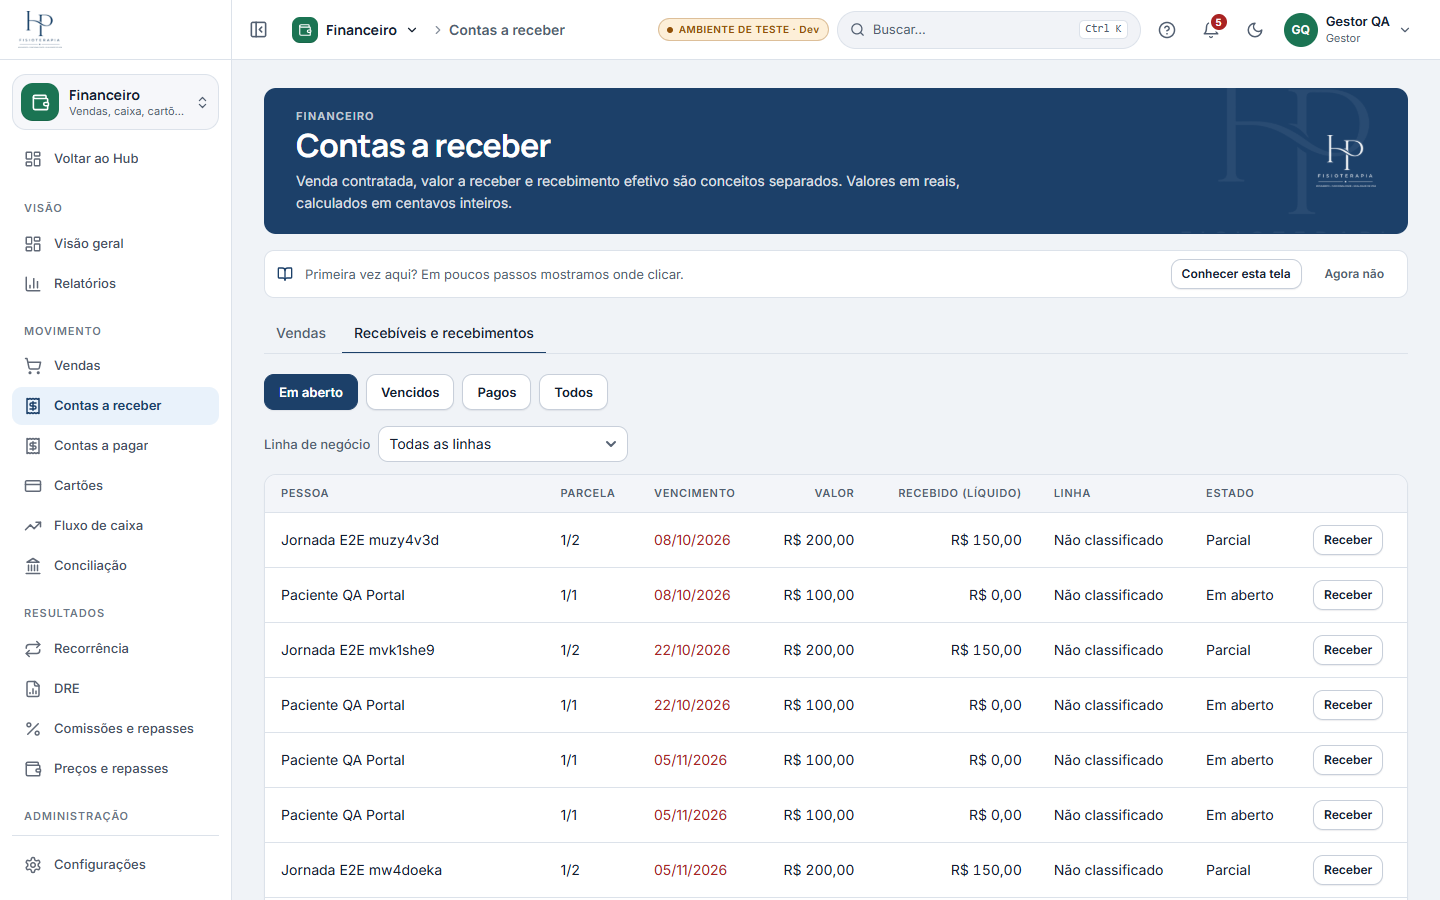 HP
FISIOTERAPIA
Financeiro
Contas a receber
AMBIENTE DE TESTE · Dev
Buscar...
Ctrl K
5
GQ
Gestor QA
Gestor
Financeiro
Vendas, caixa, cartõ...
Voltar ao Hub
VISÃO
Visão geral
Relatórios
MOVIMENTO
Vendas
Contas a receber
Contas a pagar
Cartões
Fluxo de caixa
Conciliação
RESULTADOS
Recorrência
DRE
Comissões e repasses
Preços e repasses
ADMINISTRAÇÃO
Configurações
FINANCEIRO
Contas a receber
Venda contratada, valor a receber e recebimento efetivo são conceitos separados. Valores em reais,
calculados em centavos inteiros.
HP
FISIOTERAPIA
Primeira vez aqui? Em poucos passos mostramos onde clicar.
Conhecer esta tela
Agora não
Vendas
Recebíveis e recebimentos
Em aberto
Vencidos
Pagos
Todos
Linha de negócio
Todas as linhas
PESSOA PARCELA VENCIMENTO VALOR RECEBIDO (LÍQUIDO) LINHA ESTADO
Jornada E2E muzy4v3d 1/2 08/10/2026 R$ 200,00 R$ 150,00 Não classificado Parcial Receber
Paciente QA Portal 1/1 08/10/2026 R$ 100,00 R$ 0,00 Não classificado Em aberto Receber
Jornada E2E mvk1she9 1/2 22/10/2026 R$ 200,00 R$ 150,00 Não classificado Parcial Receber
Paciente QA Portal 1/1 22/10/2026 R$ 100,00 R$ 0,00 Não classificado Em aberto Receber
Paciente QA Portal 1/1 05/11/2026 R$ 100,00 R$ 0,00 Não classificado Em aberto Receber
Paciente QA Portal 1/1 05/11/2026 R$ 100,00 R$ 0,00 Não classificado Em aberto Receber
Jornada E2E mw4doeka 1/2 05/11/2026 R$ 200,00 R$ 150,00 Não classificado Parcial Receber